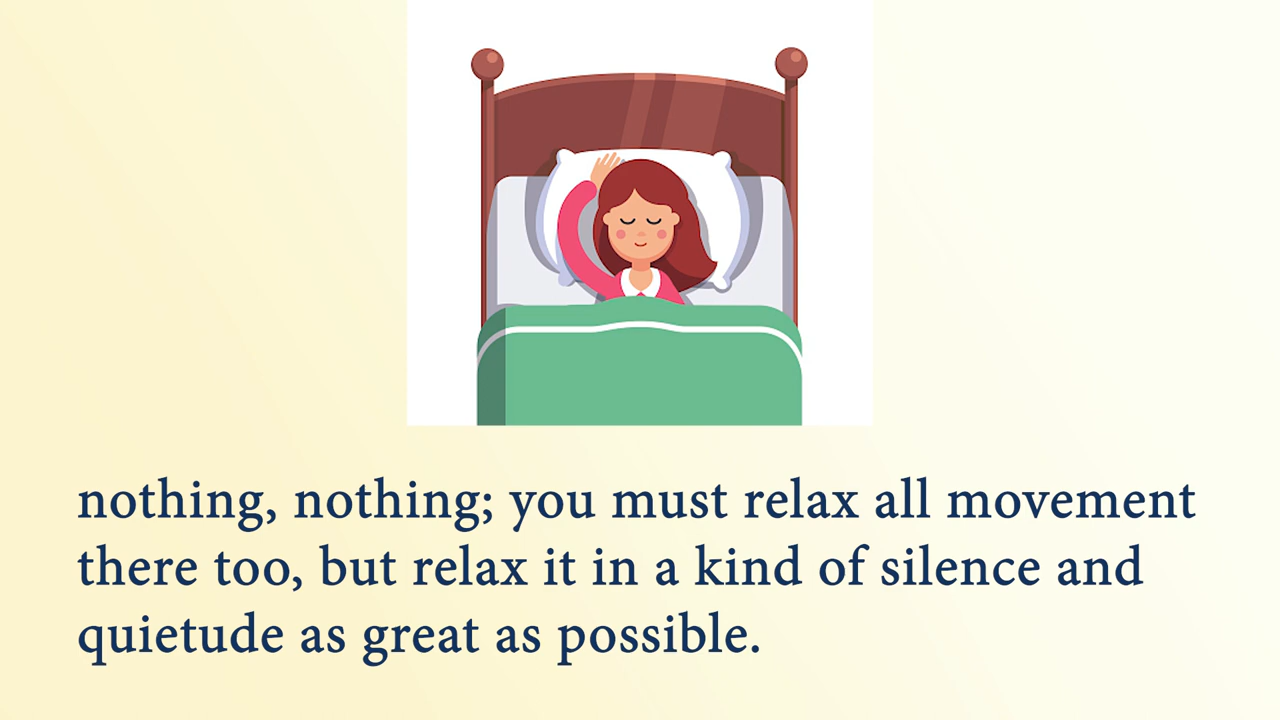 nothing, nothing; you must relax all movement
there too, but relax it in a kind of silence and
quietude as great as possible.